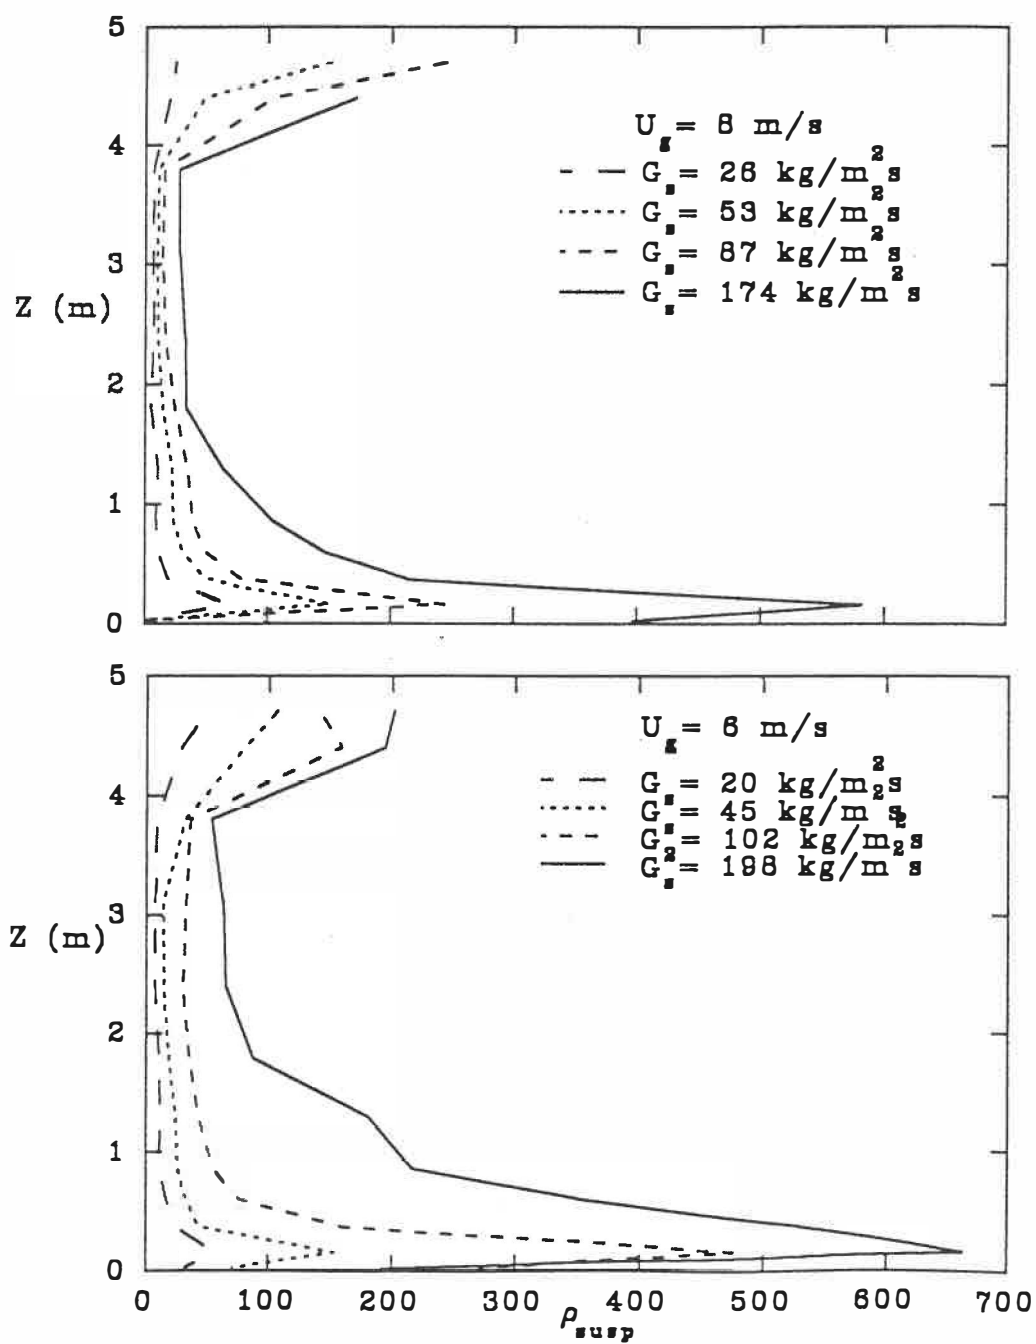 5
4
3
2
1
0
Z (m)
U_g = 8 m/s
G_s = 26 kg/m²s
G_s = 53 kg/m²s
G_s = 87 kg/m²s
G_s = 174 kg/m²s
5
4
3
2
1
0
Z (m)
U_g = 6 m/s
G_s = 20 kg/m²s
G_s = 45 kg/m²s
G_s = 102 kg/m²s
G_s = 198 kg/m²s
0 100 200 300 400 500 600 700
ρ_susp